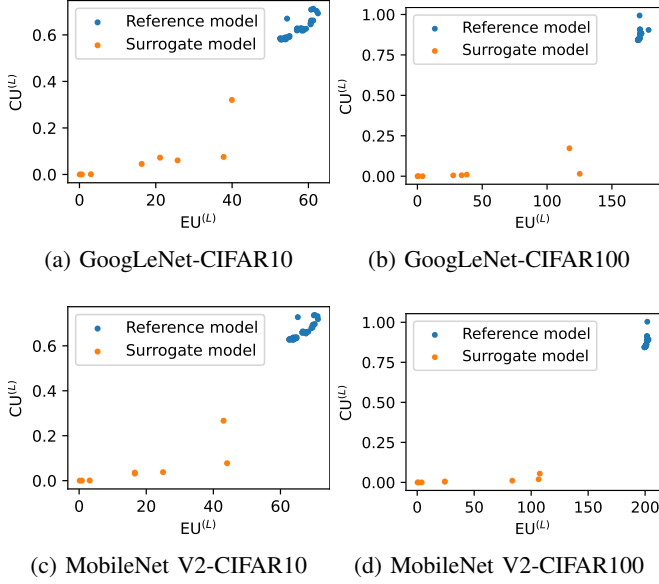 Reference model
Surrogate model
0.6
0.4
0.2
0.0
CU(L)
0
20
40
60
EU(L)
(a) GoogLeNet-CIFAR10
Reference model
Surrogate model
1.00
0.75
0.50
0.25
0.00
CU(L)
0
50
100
150
EU(L)
(b) GoogLeNet-CIFAR100
Reference model
Surrogate model
0.6
0.4
0.2
0.0
CU(L)
0
20
40
60
EU(L)
(c) MobileNet V2-CIFAR10
Reference model
Surrogate model
1.00
0.75
0.50
0.25
0.00
CU(L)
0
50
100
150
200
EU(L)
(d) MobileNet V2-CIFAR100